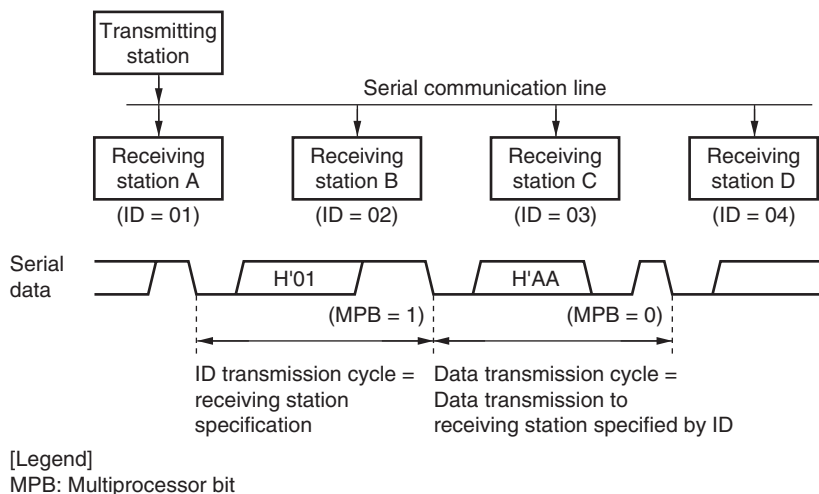 Transmitting
station
Serial communication line
Receiving
station A
Receiving
station B
Receiving
station C
Receiving
station D
(ID = 01)
(ID = 02)
(ID = 03)
(ID = 04)
Serial
data
H'01
H'AA
(MPB = 1)
(MPB = 0)
ID transmission cycle =
receiving station
specification
Data transmission cycle =
Data transmission to
receiving station specified by ID
[Legend]
MPB: Multiprocessor bit